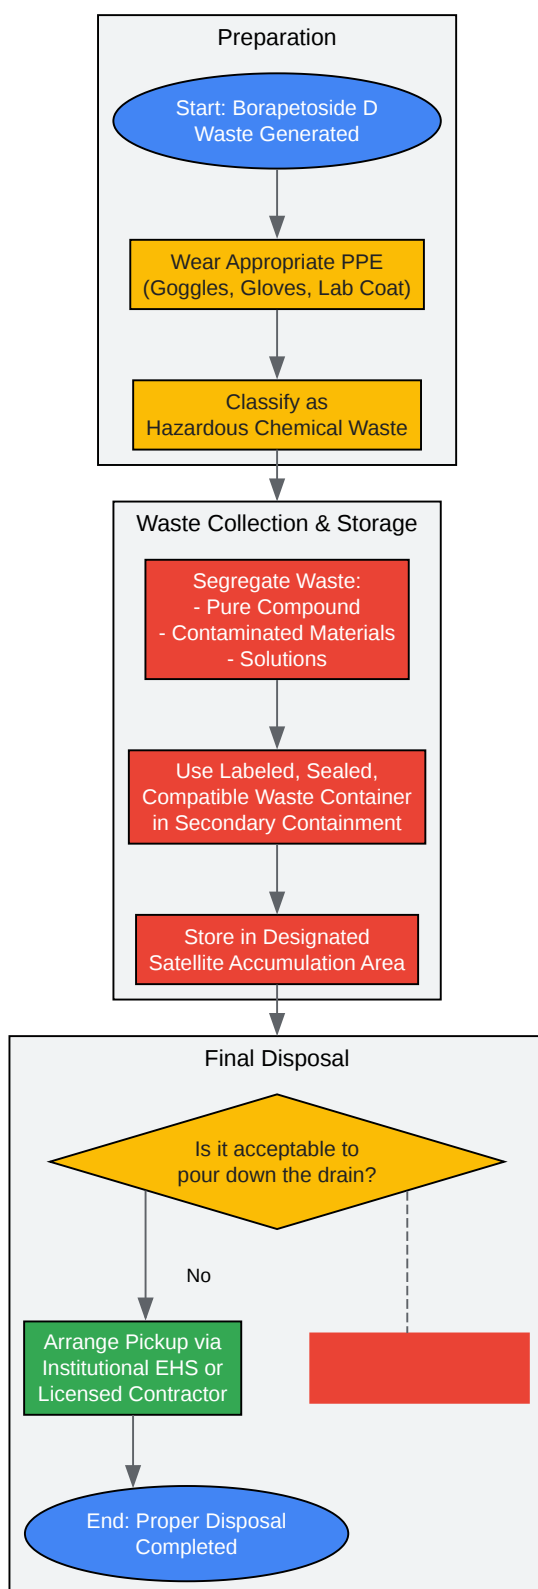 Preparation
Start: Borapetoside D
Waste Generated
Wear Appropriate PPE
(Goggles, Gloves, Lab Coat)
Classify as
Hazardous Chemical Waste
Waste Collection & Storage
Segregate Waste:
- Pure Compound
- Contaminated Materials
- Solutions
Use Labeled, Sealed,
Compatible Waste Container
in Secondary Containment
Store in Designated
Satellite Accumulation Area
Final Disposal
Is it acceptable to
pour down the drain?
No
Arrange Pickup via
Institutional EHS or
Licensed Contractor
End: Proper Disposal
Completed